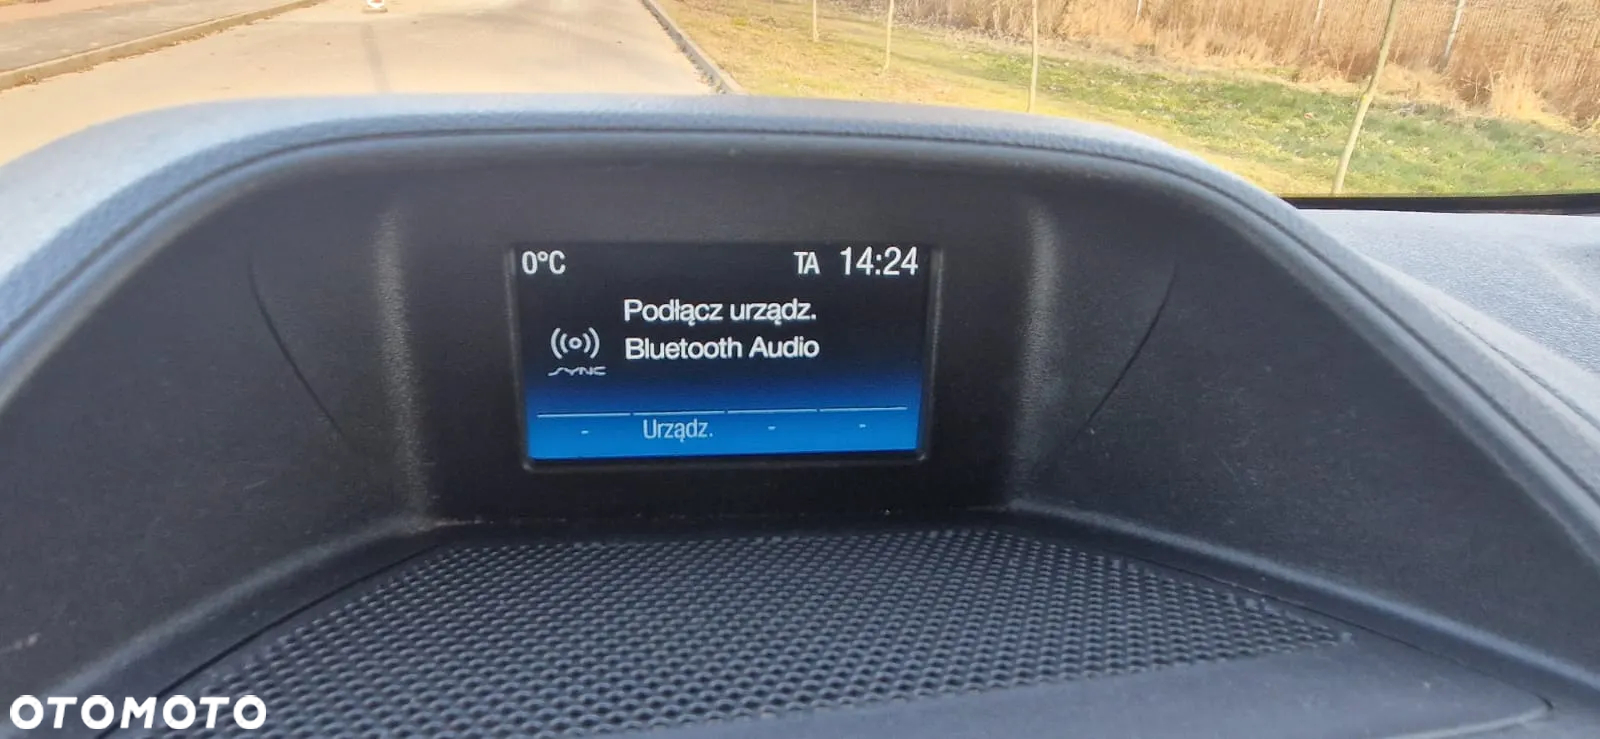 0°C TA 14:24
Podłącz urządz.
Bluetooth Audio
SYNC
- Urządz. - -
OTOMOTO